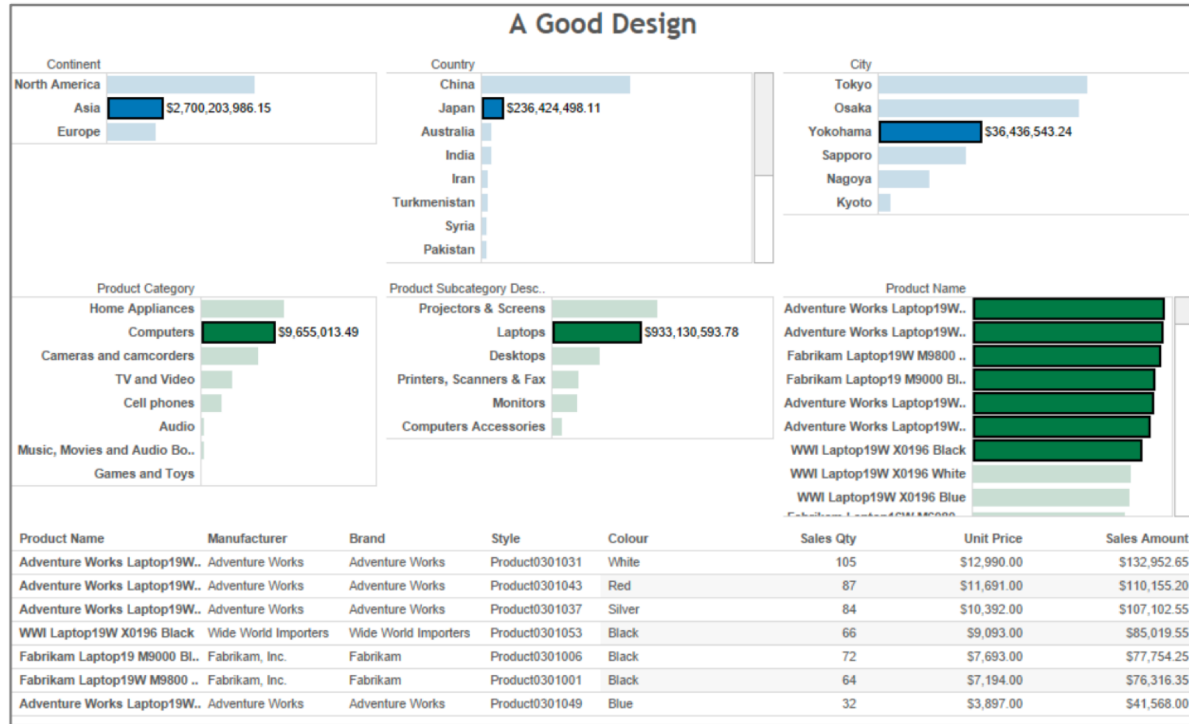 A Good Design
Continent
North America
Asia $2,700,203,986.15
Europe
Country
China
Japan $236,424,498.11
Australia
India
Iran
Turkmenistan
Syria
Pakistan
City
Tokyo
Osaka
Yokohama $36,436,543.24
Sapporo
Nagoya
Kyoto
Product Category
Home Appliances
Computers $9,655,013.49
Cameras and camcorders
TV and Video
Cell phones
Audio
Music, Movies and Audio Bo..
Games and Toys
Product Subcategory Desc..
Projectors & Screens
Laptops $933,130,593.78
Desktops
Printers, Scanners & Fax
Monitors
Computers Accessories
Product Name
Adventure Works Laptop19W..
Adventure Works Laptop19W..
Fabrikam Laptop19W M9800 ..
Fabrikam Laptop19 M9000 Bl..
Adventure Works Laptop19W..
Adventure Works Laptop19W..
WWI Laptop19W X0196 Black
WWI Laptop19W X0196 White
WWI Laptop19W X0196 Blue
Product Name Manufacturer Brand Style Colour Sales Qty Unit Price Sales Amount
Adventure Works Laptop19W.. Adventure Works Adventure Works Product0301031 White 105 $12,990.00 $132,952.65
Adventure Works Laptop19W.. Adventure Works Adventure Works Product0301043 Red 87 $11,691.00 $110,155.20
Adventure Works Laptop19W.. Adventure Works Adventure Works Product0301037 Silver 84 $10,392.00 $107,102.55
WWI Laptop19W X0196 Black Wide World Importers Wide World Importers Product0301053 Black 66 $9,093.00 $85,019.55
Fabrikam Laptop19 M9000 Bl.. Fabrikam, Inc. Fabrikam Product0301006 Black 72 $7,693.00 $77,754.25
Fabrikam Laptop19W M9800 .. Fabrikam, Inc. Fabrikam Product0301001 Black 64 $7,194.00 $76,316.35
Adventure Works Laptop19W.. Adventure Works Adventure Works Product0301049 Blue 32 $3,897.00 $41,568.00